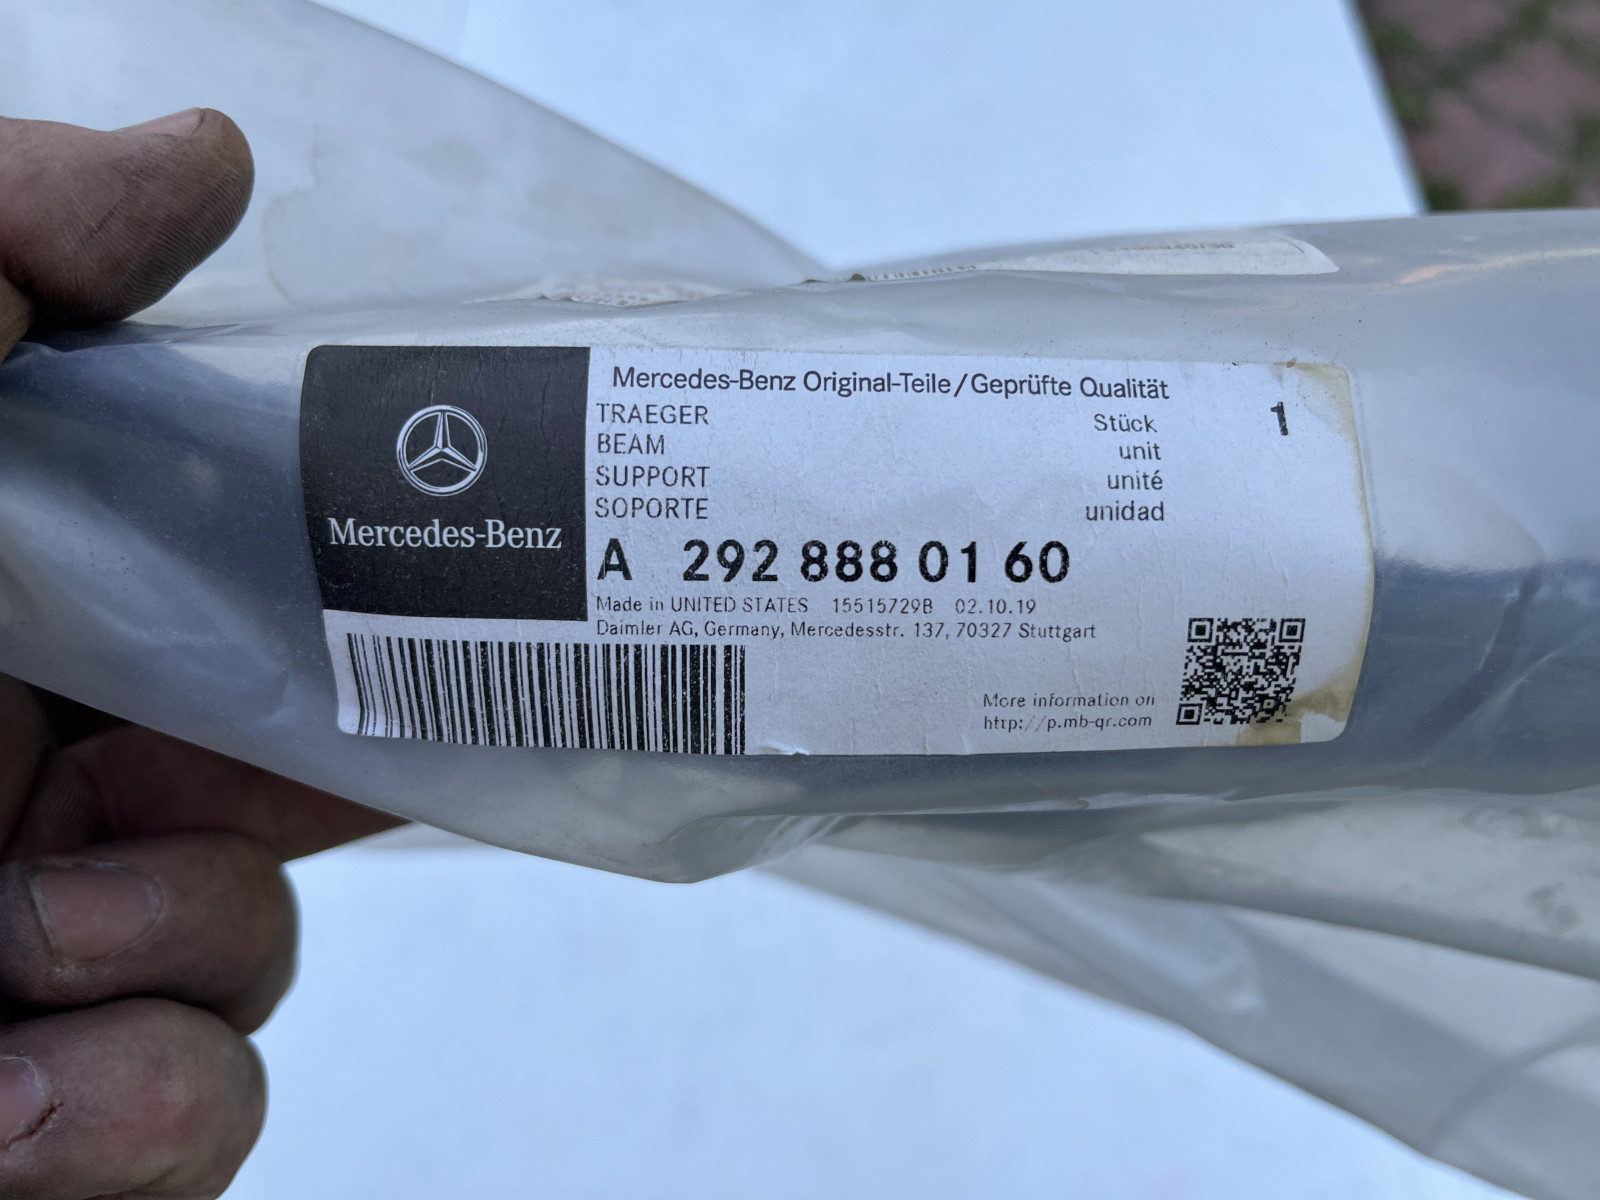 Mercedes-Benz
Mercedes-Benz Original-Teile/Geprüfte Qualität
TRAEGER Stück 1
BEAM unit
SUPPORT unité
SOPORTE unidad
A 292 888 01 60
Made in UNITED STATES 15515729B 02.10.19
Daimler AG, Germany, Mercedesstr. 137, 70327 Stuttgart
More information on
http://p.mb-qr.com